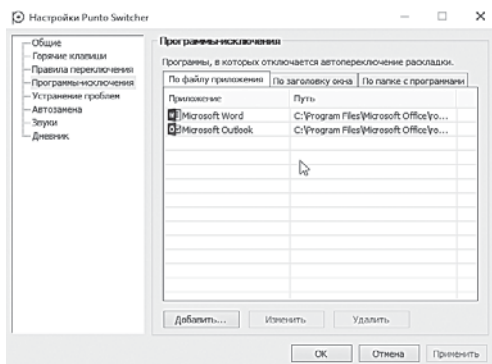 Настройки Punto Switcher
Общие
Горячие клавиши
Правила переключения
Программы-исключения
Устранение проблем
Автозамена
Звуки
Дневник
Программы-исключения
Программы, в которых отключается автопереключение раскладки.
По файлу приложения По заголовку окна По папке с программами
Приложение Путь
Microsoft Word C:\Program Files\Microsoft Office\ro...
Microsoft Outlook C:\Program Files\Microsoft Office\ro...
Добавить... Изменить Удалить
OK Отмена Применить